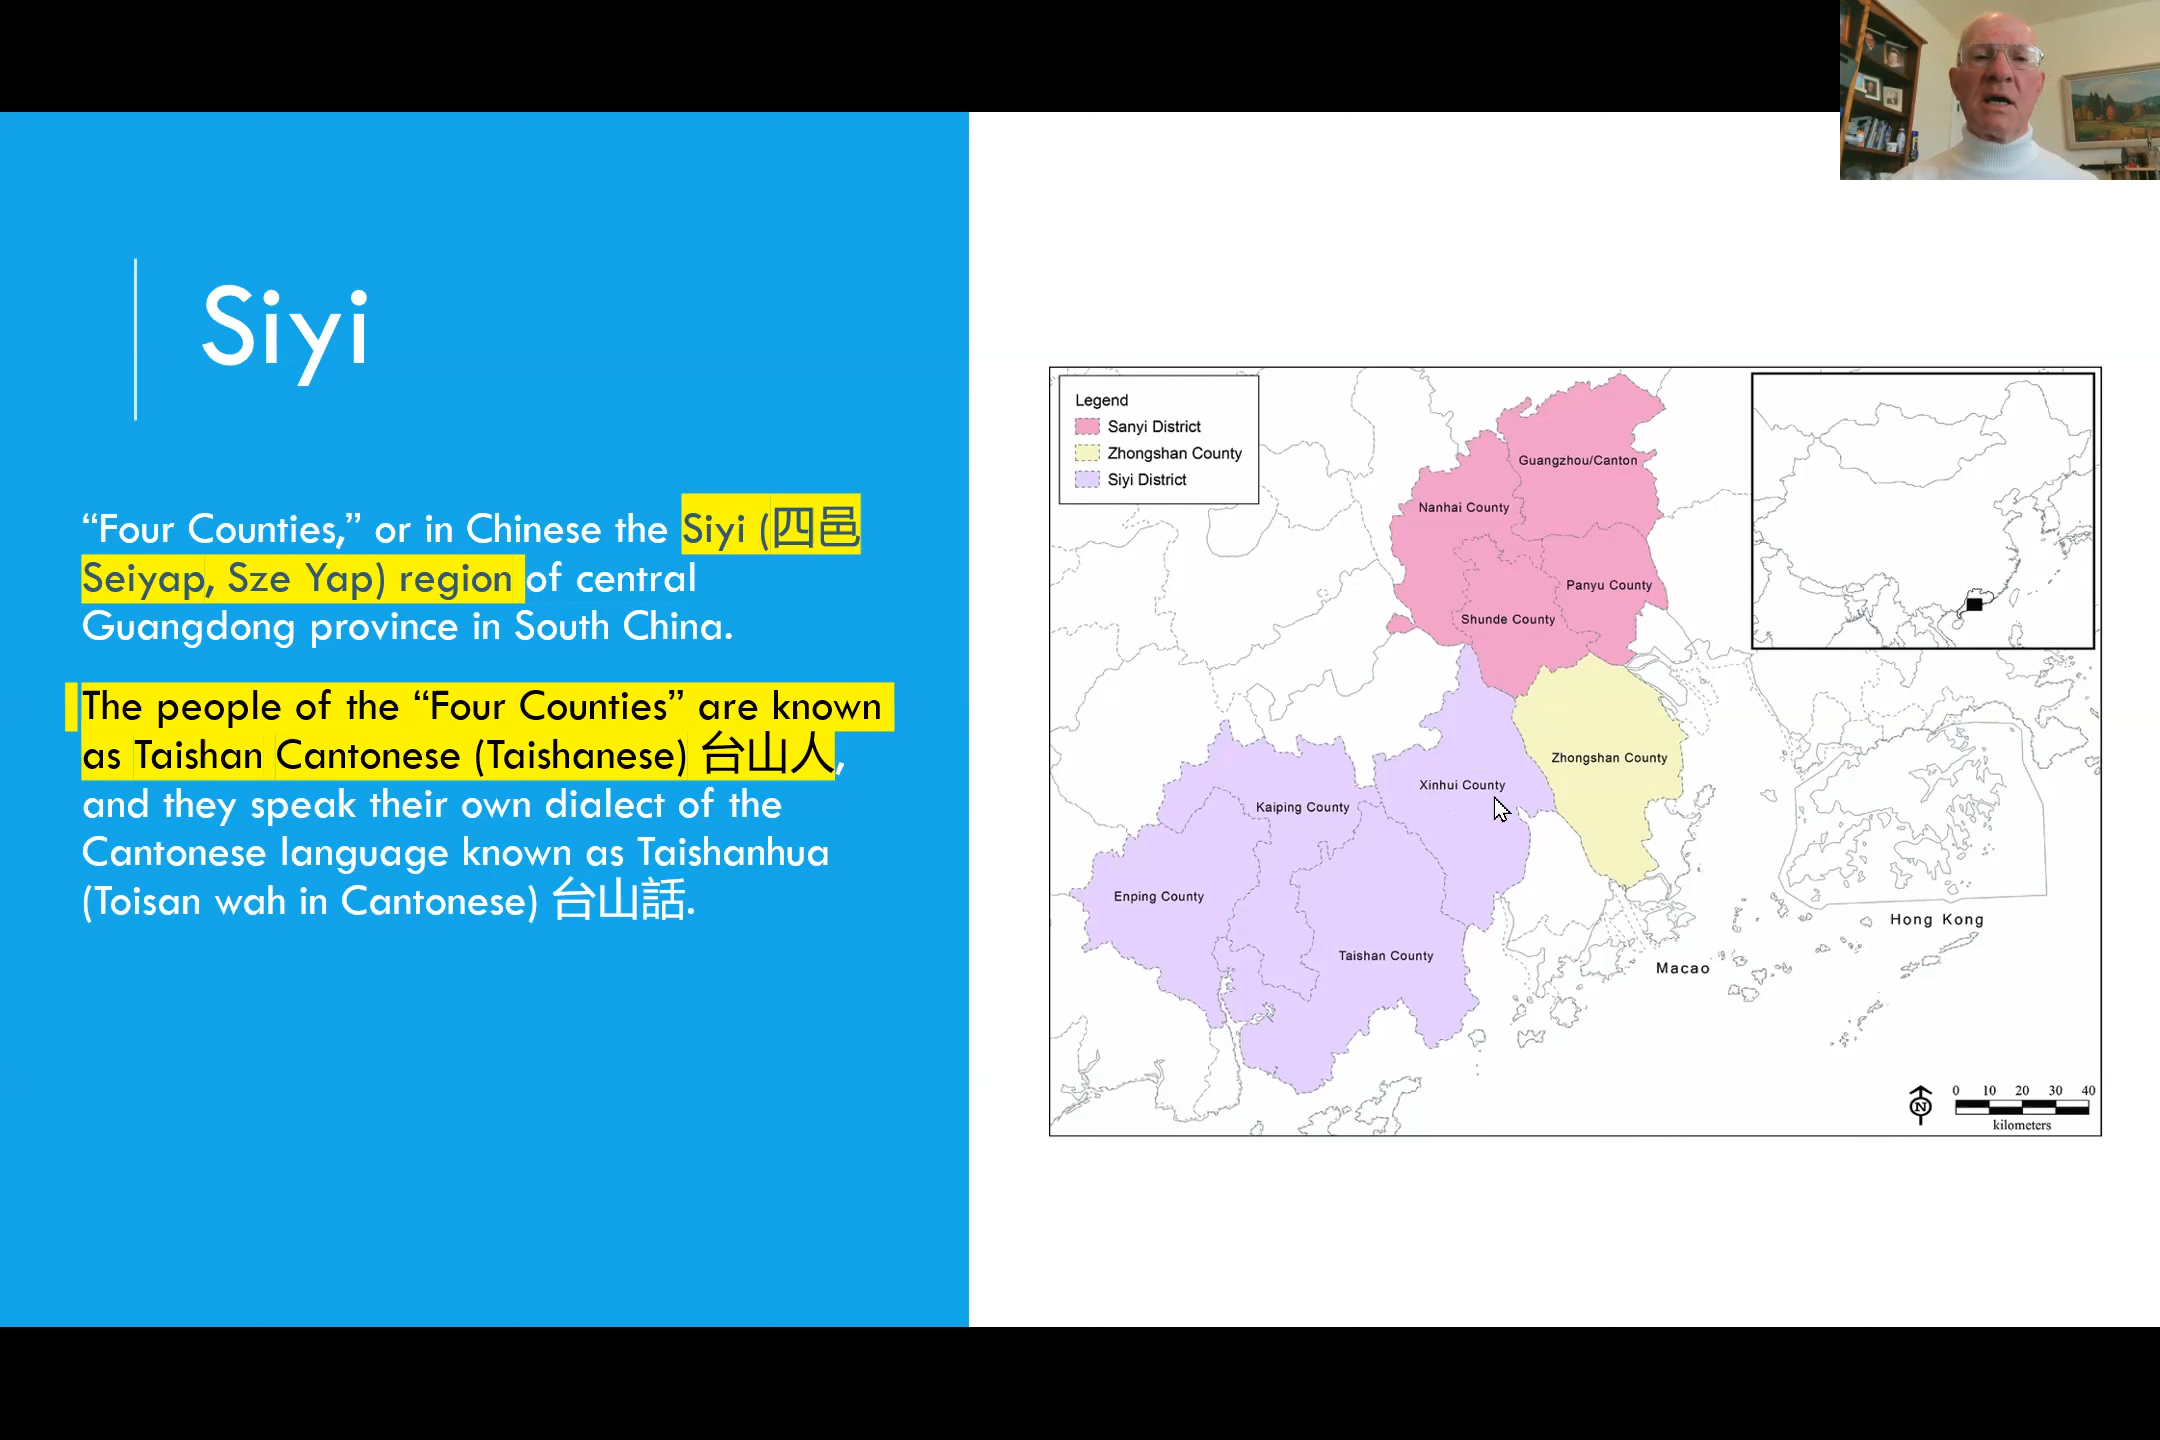 Siyi
“Four Counties,” or in Chinese the Siyi (四邑
Seiyap, Sze Yap) region of central
Guangdong province in South China.
The people of the “Four Counties” are known
as Taishan Cantonese (Taishanese) 台山人,
and they speak their own dialect of the
Cantonese language known as Taishanhua
(Toisan wah in Cantonese) 台山話.
Legend
Sanyi District
Zhongshan County
Siyi District
Guangzhou/Canton
Nanhai County
Panyu County
Shunde County
Zhongshan County
Xinhui County
Kaiping County
Enping County
Taishan County
Hong Kong
Macao
N
0 10 20 30 40
kilometers